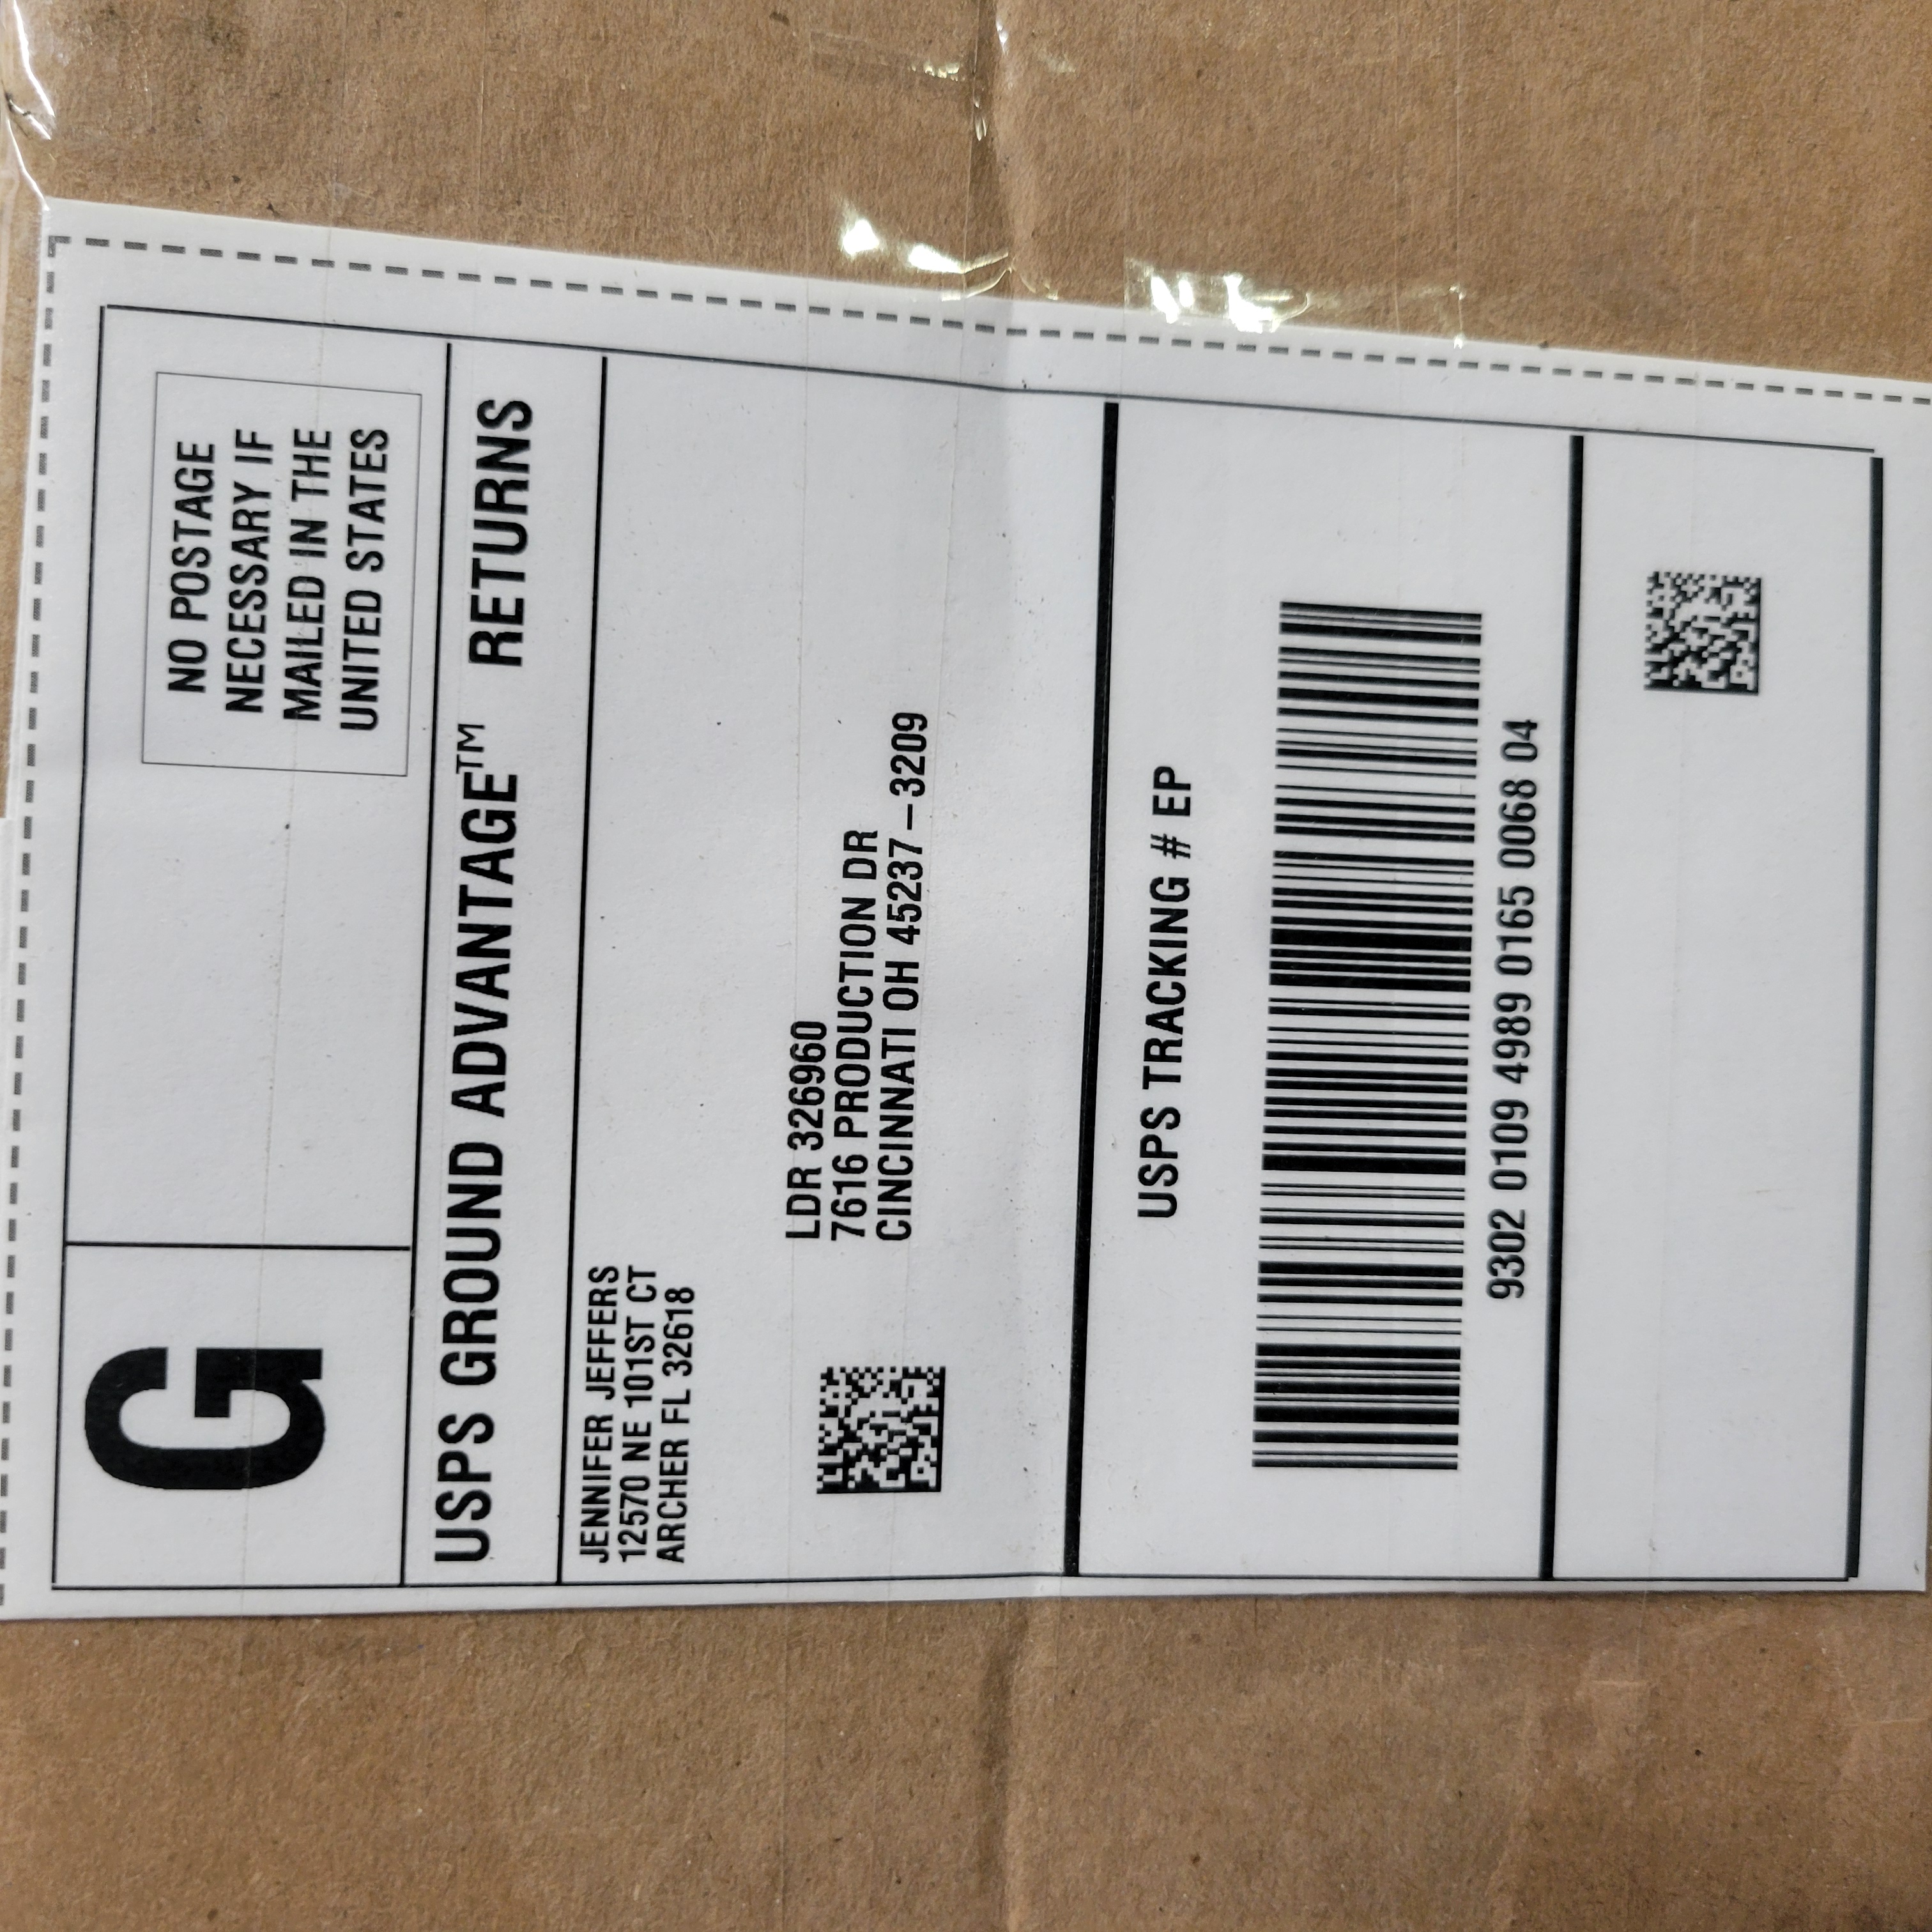 G
NO POSTAGE
NECESSARY IF
MAILED IN THE
UNITED STATES
USPS GROUND ADVANTAGE™ RETURNS
JENNIFER JEFFERS
12570 NE 101ST CT
ARCHER FL 32618
LDR 326960
7616 PRODUCTION DR
CINCINNATI OH 45237-3209
USPS TRACKING # EP
9302 0109 4989 0165 0068 04